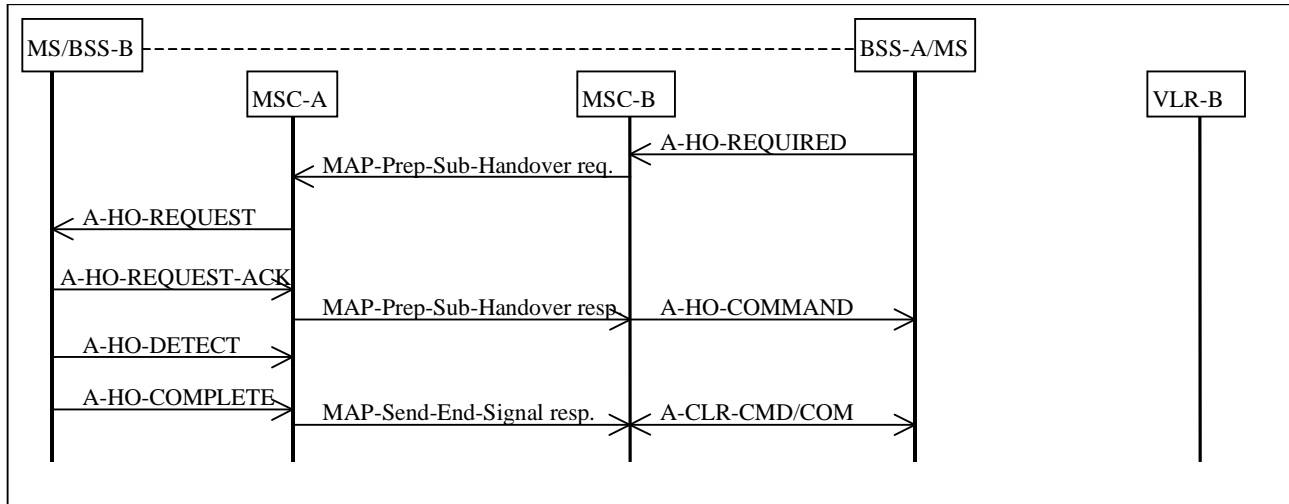 MS/BSS-B
BSS-A/MS
MSC-A
MSC-B
VLR-B
A-HO-REQUIRED
MAP-Prep-Sub-Handover req.
A-HO-REQUEST
A-HO-REQUEST-ACK
MAP-Prep-Sub-Handover resp.
A-HO-COMMAND
A-HO-DETECT
A-HO-COMPLETE
MAP-Send-End-Signal resp.
A-CLR-CMD/COM